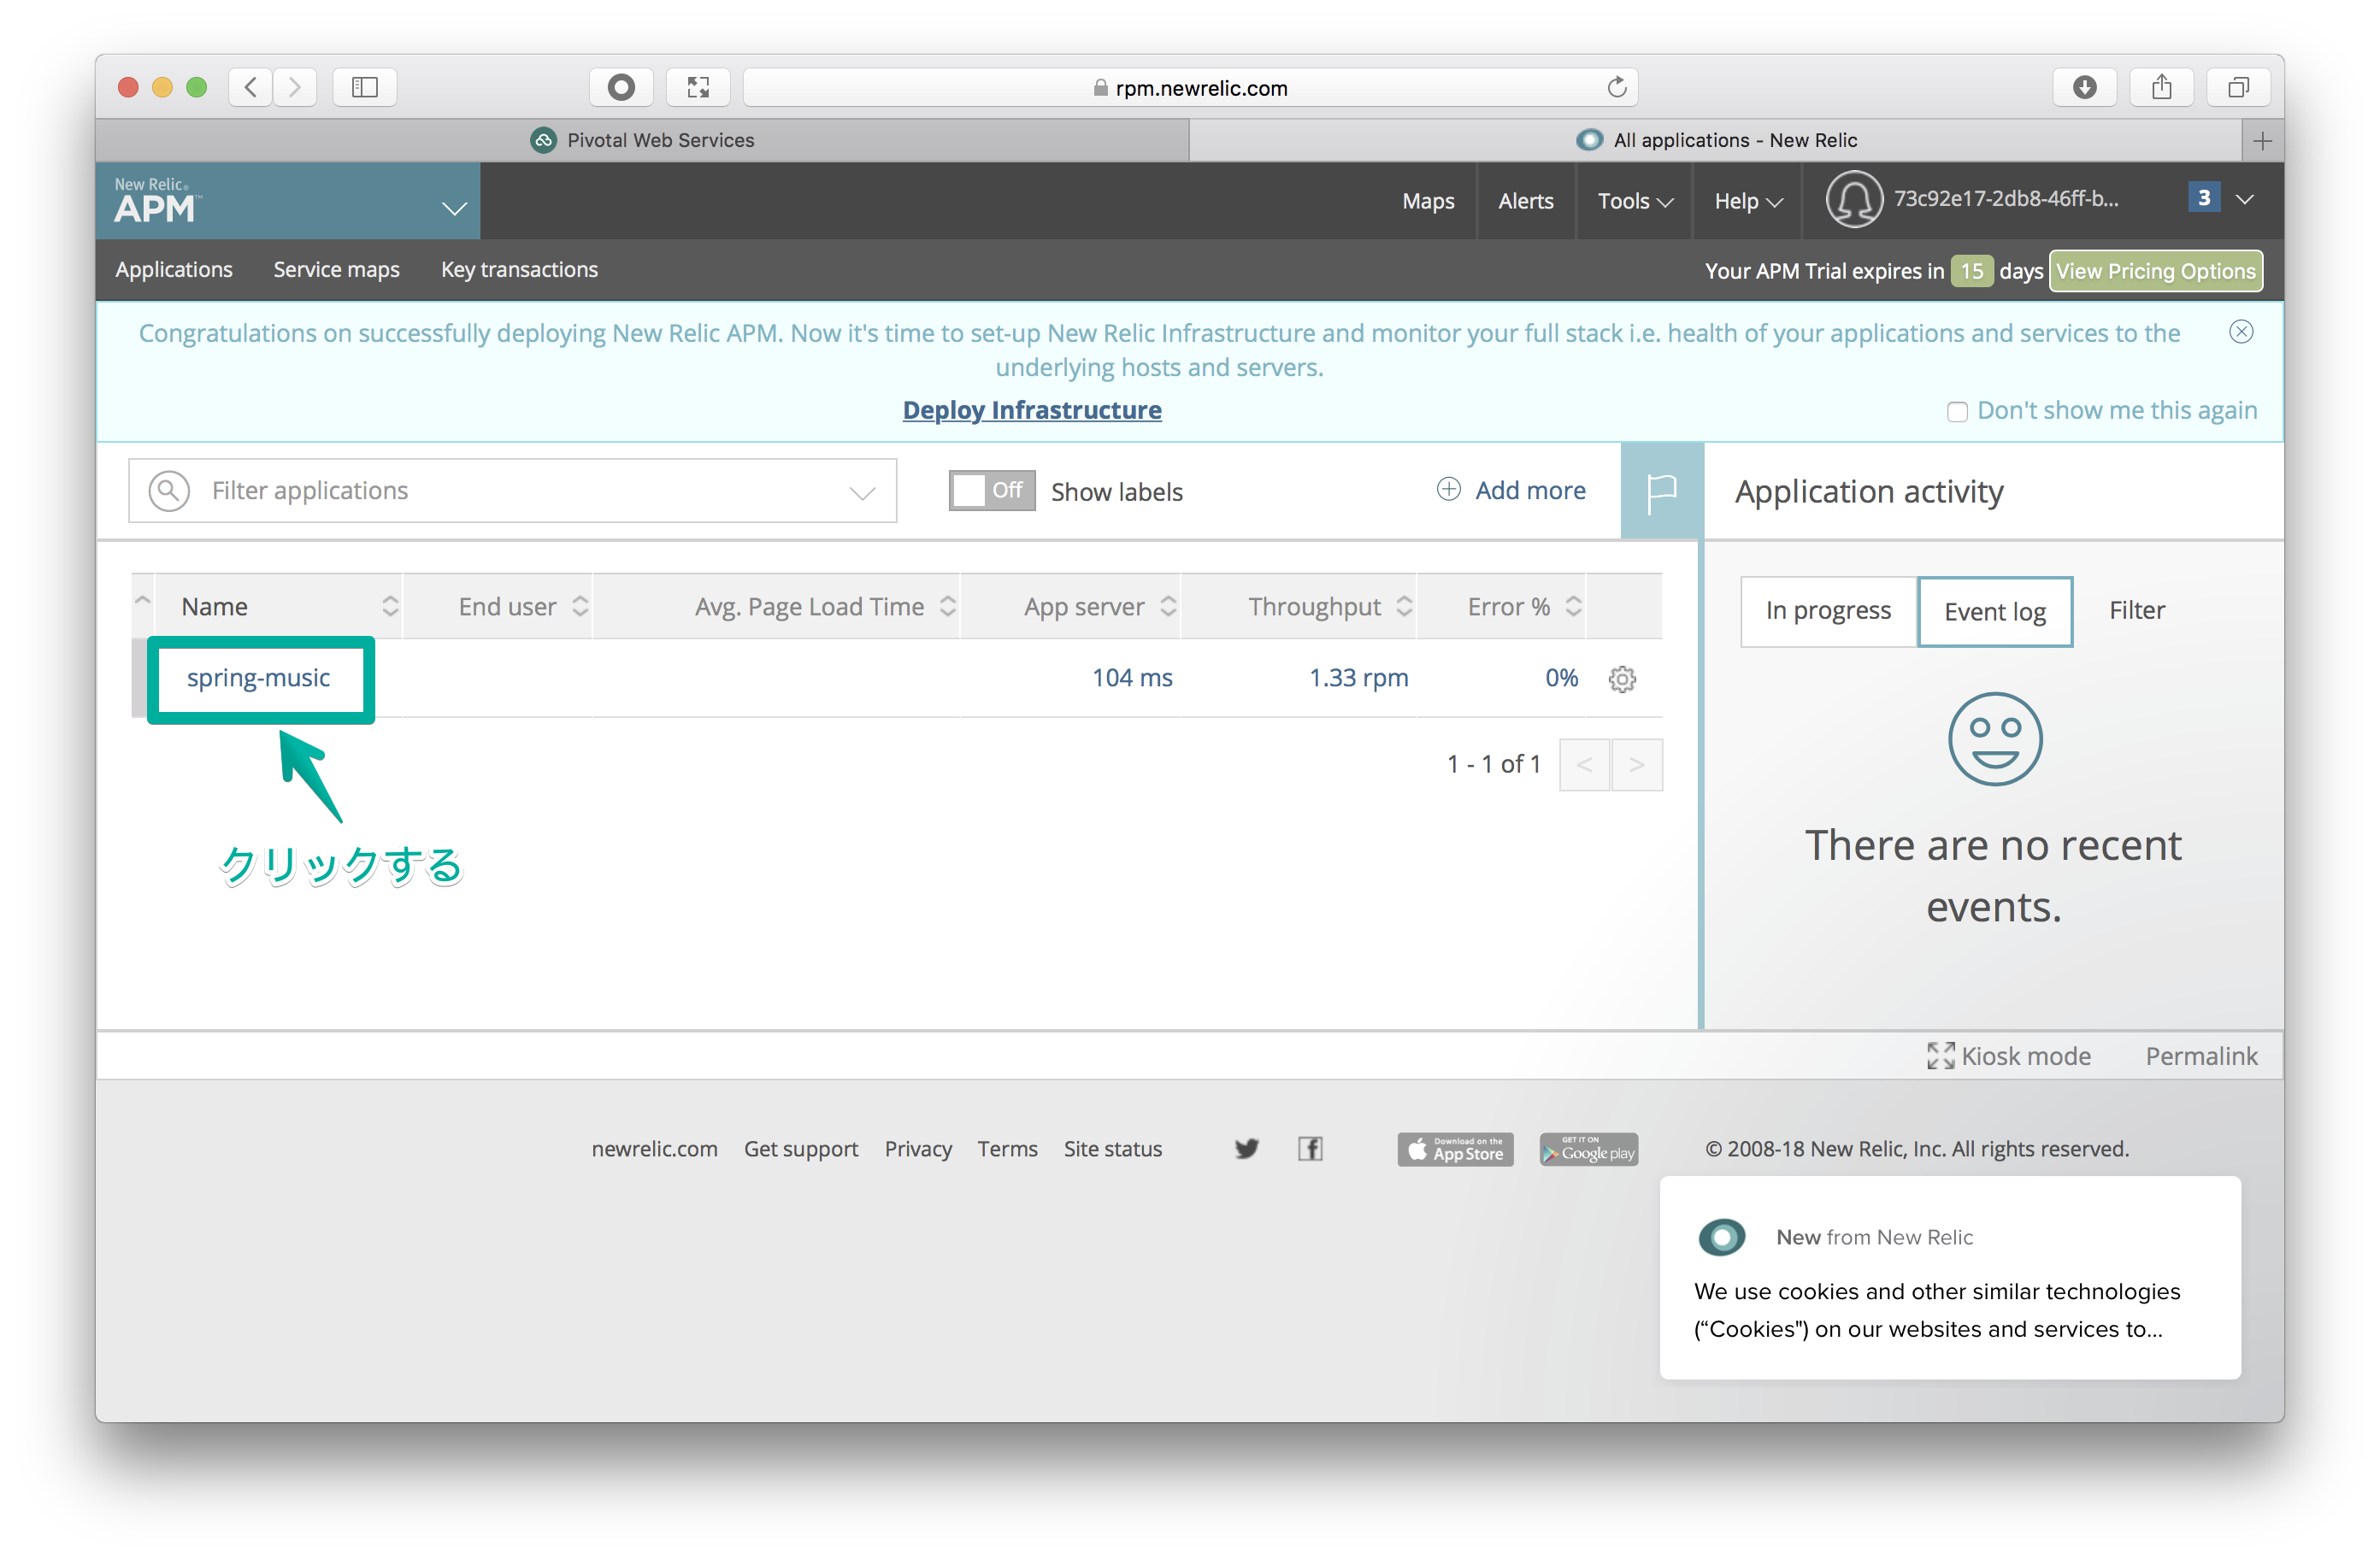 rpm.newrelic.com
Pivotal Web Services
All applications - New Relic
New Relic®
APM™
Maps
Alerts
Tools
Help
73c92e17-2db8-46ff-b...
3
Applications
Service maps
Key transactions
Your APM Trial expires in 15 days
View Pricing Options
Congratulations on successfully deploying New Relic APM. Now it's time to set-up New Relic Infrastructure and monitor your full stack i.e. health of your applications and services to the
underlying hosts and servers.
Deploy Infrastructure
Don't show me this again
Filter applications
Off
Show labels
Add more
Application activity
Name
End user
Avg. Page Load Time
App server
Throughput
Error %
In progress
Event log
Filter
spring-music
104 ms
1.33 rpm
0%
1 - 1 of 1
<
>
クリックする
There are no recent
events.
Kiosk mode
Permalink
newrelic.com
Get support
Privacy
Terms
Site status
Download on the
App Store
GET IT ON
Google play
© 2008-18 New Relic, Inc. All rights reserved.
New from New Relic
We use cookies and other similar technologies
(“Cookies") on our websites and services to...